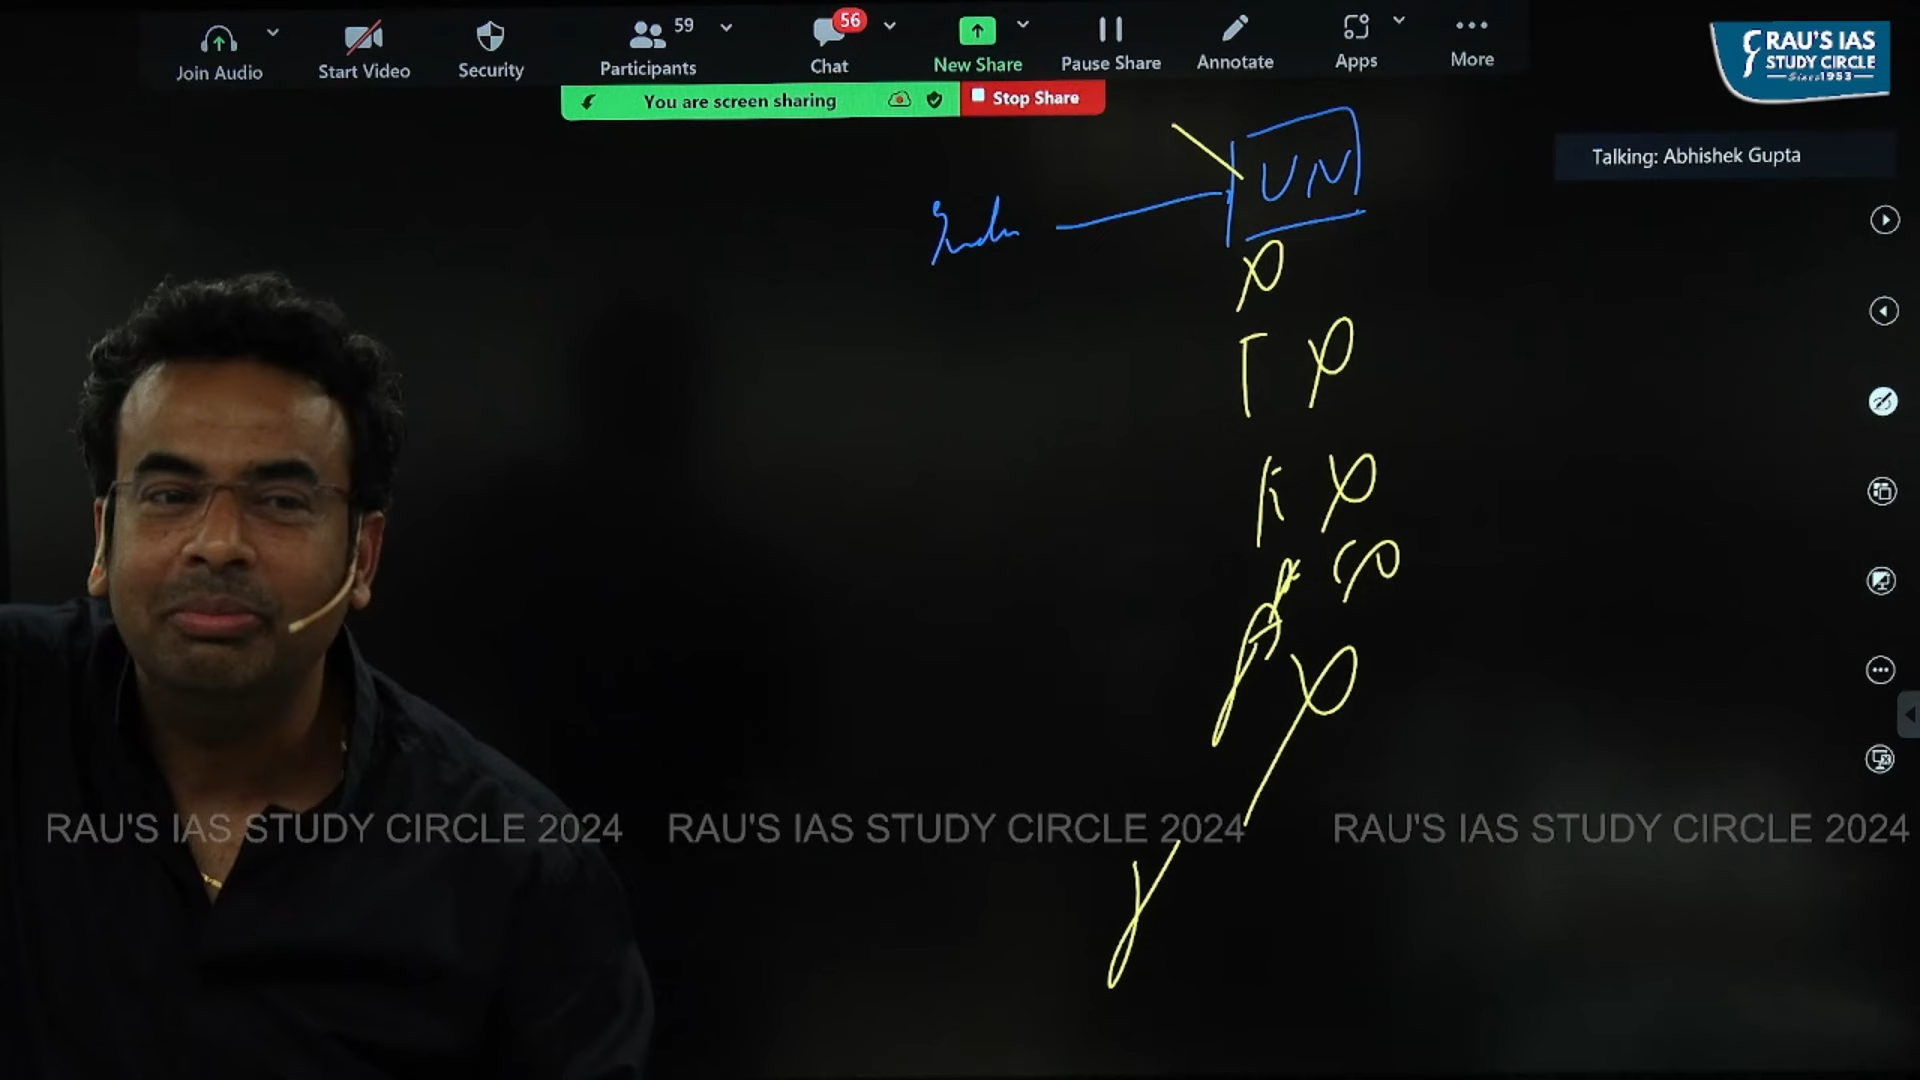 Join Audio
Start Video
Security
59
Participants
56
Chat
New Share
Pause Share
Annotate
Apps
More
You are screen sharing
Stop Share
RAU'S IAS
STUDY CIRCLE
Since 1953
Talking: Abhishek Gupta
UN
RAU'S IAS STUDY CIRCLE 2024 RAU'S IAS STUDY CIRCLE 2024 RAU'S IAS STUDY CIRCLE 2024